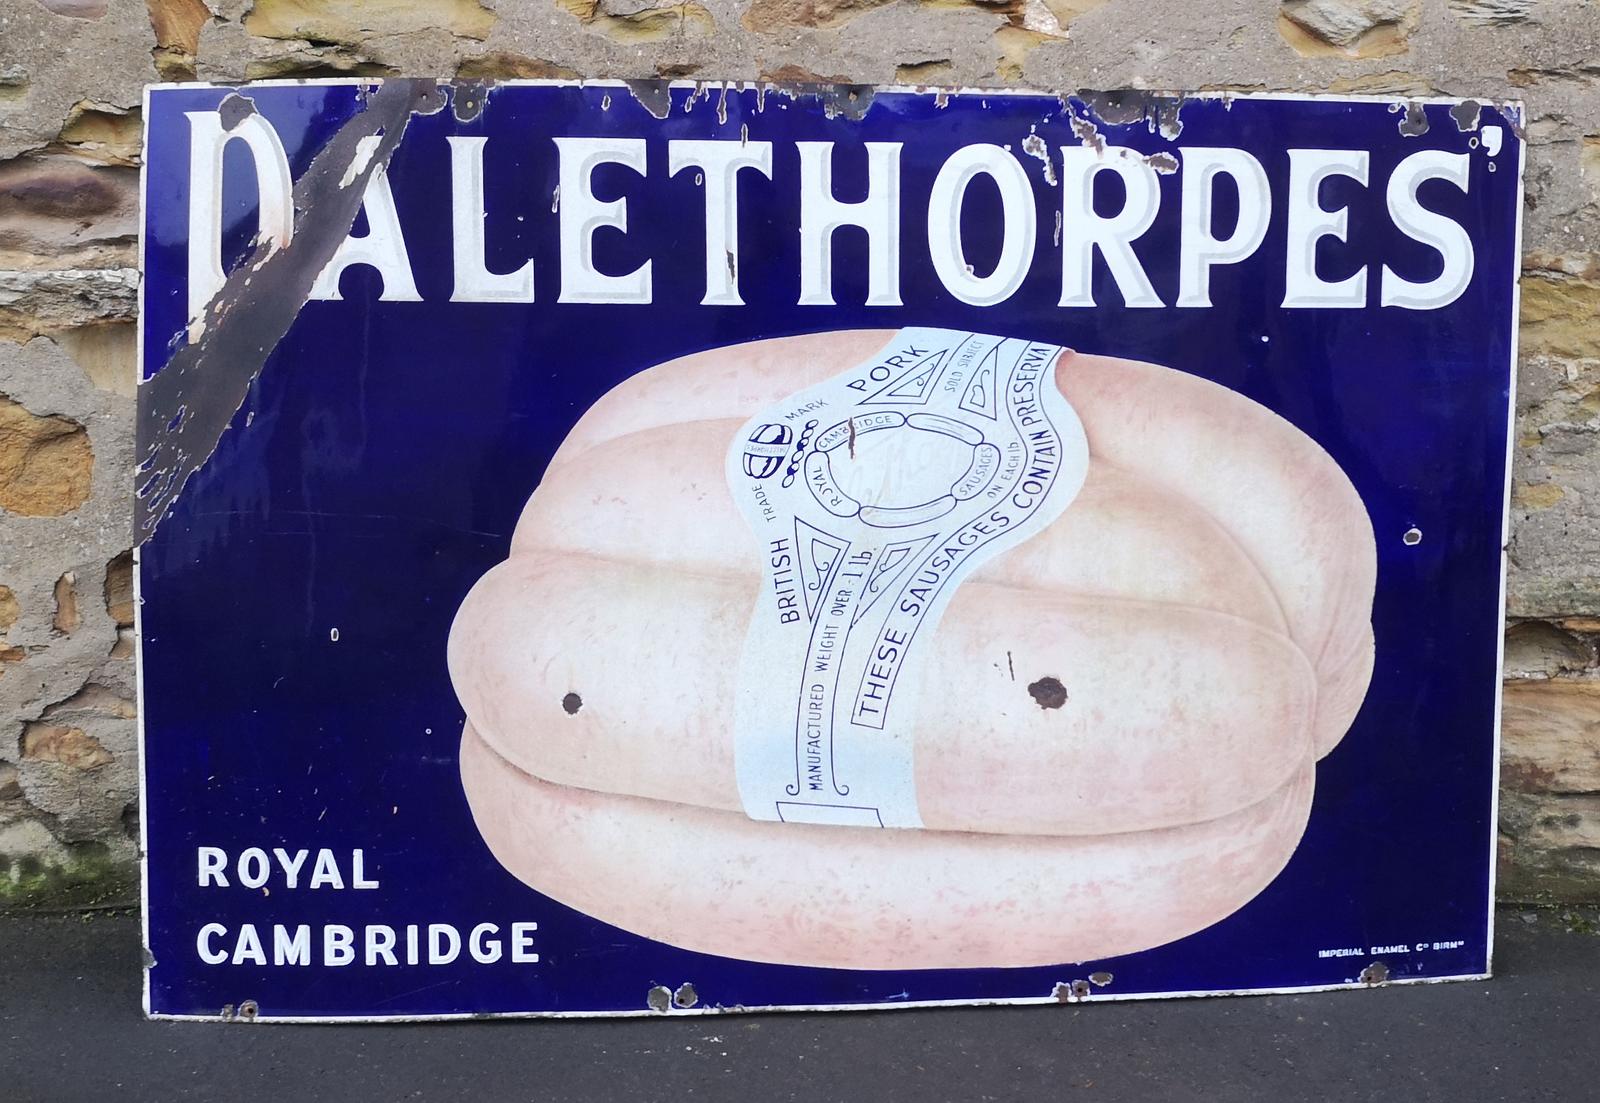 DALETHORPES'
PORK
SOLD SUBJECT
MARK
TRADE
ROYAL CAMBRIDGE SAUSAGES
ON EACH lb.
BRITISH
MANUFACTURED WEIGHT OVER 1 lb.
THESE SAUSAGES CONTAIN PRESERVA
ROYAL
CAMBRIDGE
IMPERIAL ENAMEL Cº BIRMᴹ